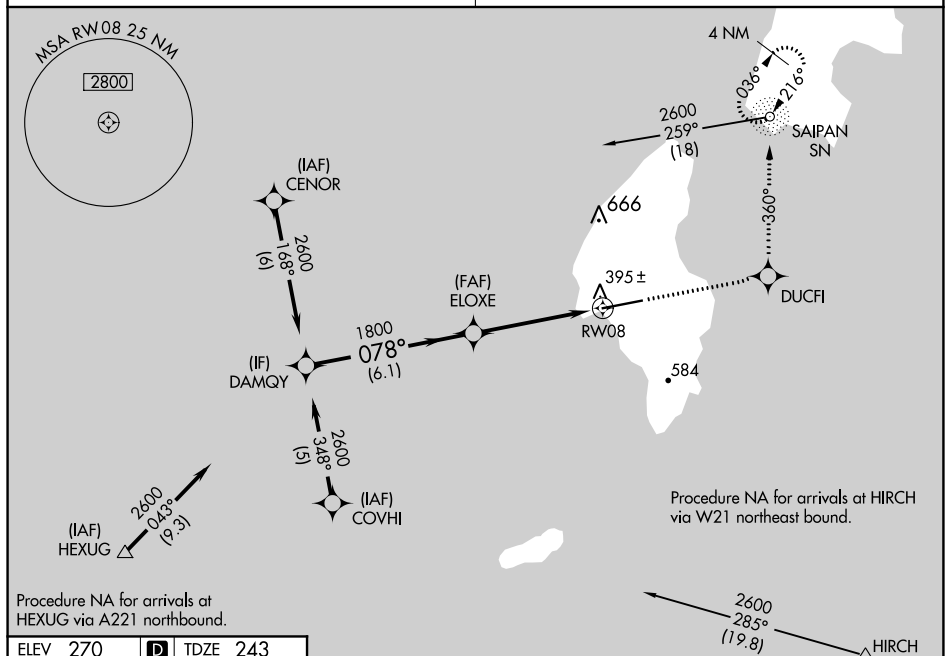 MSA RW08 25 NM
2800
4 NM
036°
216°
SAIPAN
SN
2600
259°
(18)
360°
(IAF)
CENOR
2600
168°
(6)
666
395±
(FAF)
ELOXE
RW08
DUCFI
1800
078°
(6.1)
(IF)
DAMQY
584
2600
348°
(5)
(IAF)
COVHI
2600
043°
(9.3)
(IAF)
HEXUG
Procedure NA for arrivals at HIRCH
via W21 northeast bound.
Procedure NA for arrivals at
HEXUG via A221 northbound.
2600
285°
(19.8)
HIRCH
ELEV 270 D TDZE 243